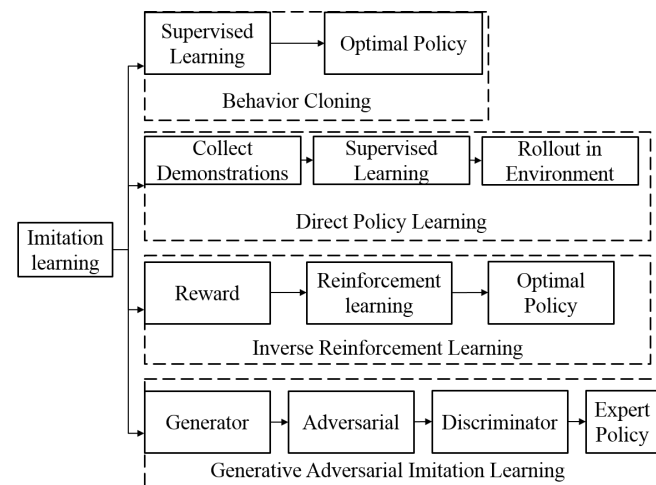 Supervised
Learning
Optimal Policy
Behavior Cloning
Collect
Demonstrations
Supervised
Learning
Rollout in
Environment
Direct Policy Learning
Imitation
learning
Reward
Reinforcement
learning
Optimal
Policy
Inverse Reinforcement Learning
Generator
Adversarial
Discriminator
Expert
Policy
Generative Adversarial Imitation Learning